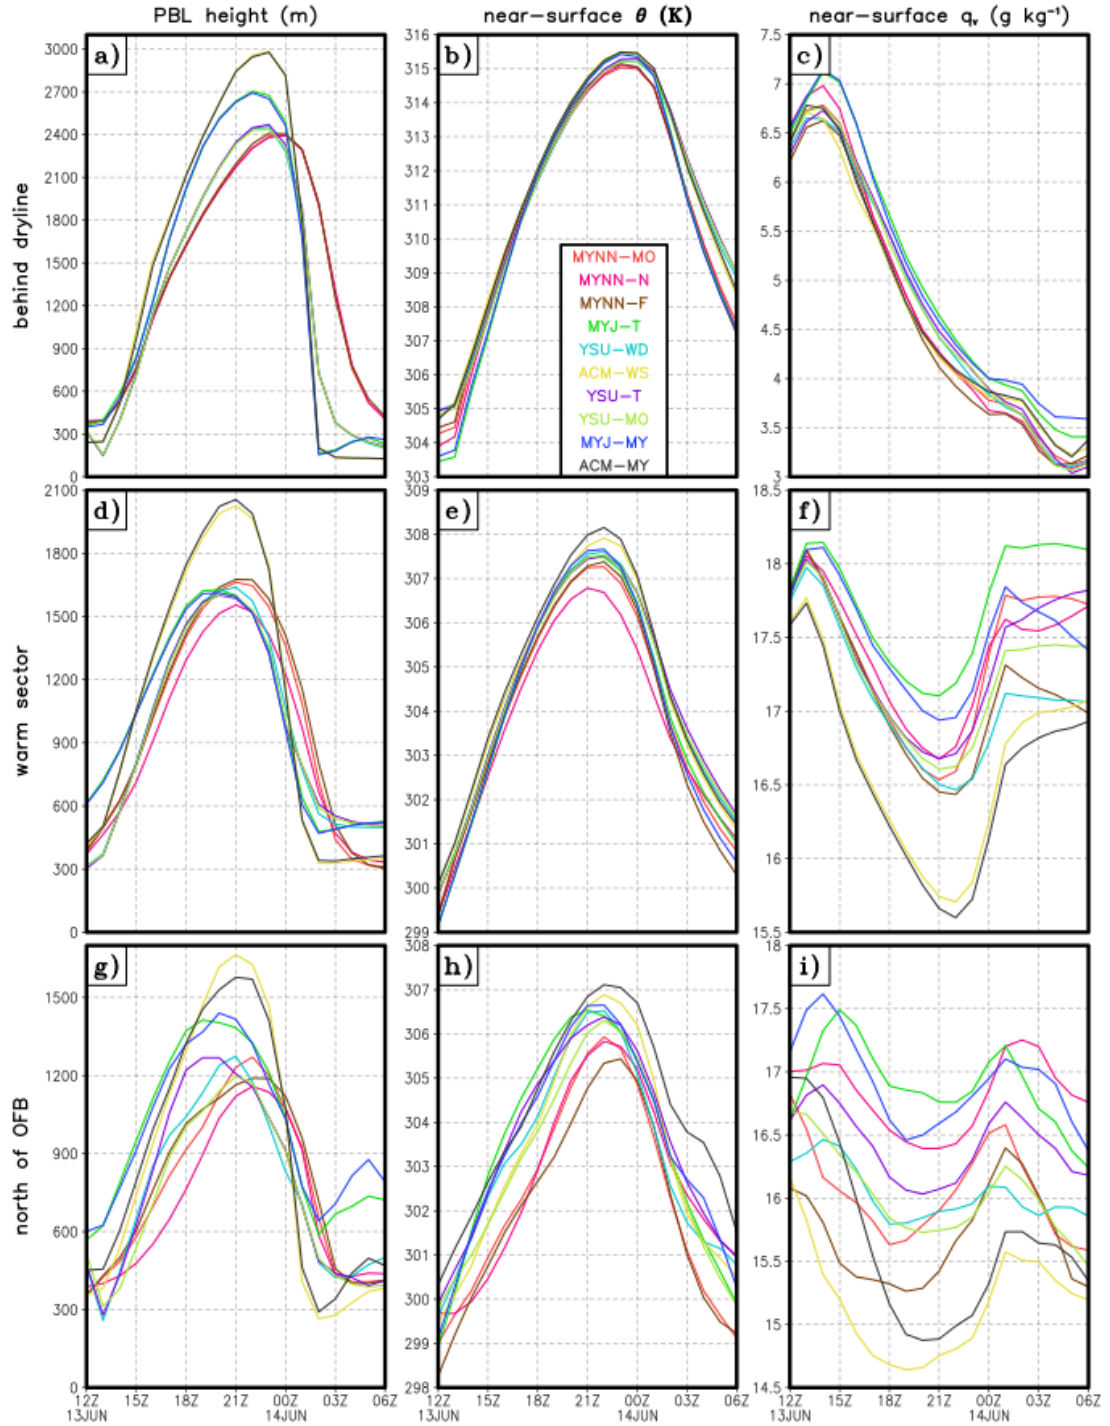 PBL height (m)
near-surface θ (K)
near-surface qᵥ (g kg⁻¹)
behind dryline
a)
3000
2700
2400
2100
1800
1500
1200
900
600
300
0
b)
316
315
314
313
312
311
310
309
308
307
306
305
304
303
MYNN-MO
MYNN-N
MYNN-F
MYJ-T
YSU-WD
ACM-WS
YSU-T
YSU-MO
MYJ-MY
ACM-MY
c)
7.5
7
6.5
6
5.5
5
4.5
4
3.5
3
warm sector
d)
2100
1800
1500
1200
900
600
300
0
e)
309
308
307
306
305
304
303
302
301
300
299
f)
18.5
18
17.5
17
16.5
16
15.5
north of OFB
g)
1500
1200
900
600
300
0
h)
308
307
306
305
304
303
302
301
300
299
298
i)
18
17.5
17
16.5
16
15.5
15
14.5
12Z 15Z 18Z 21Z 00Z 03Z 06Z
13JUN 14JUN
12Z 15Z 18Z 21Z 00Z 03Z 06Z
13JUN 14JUN
12Z 15Z 18Z 21Z 00Z 03Z 06Z
13JUN 14JUN